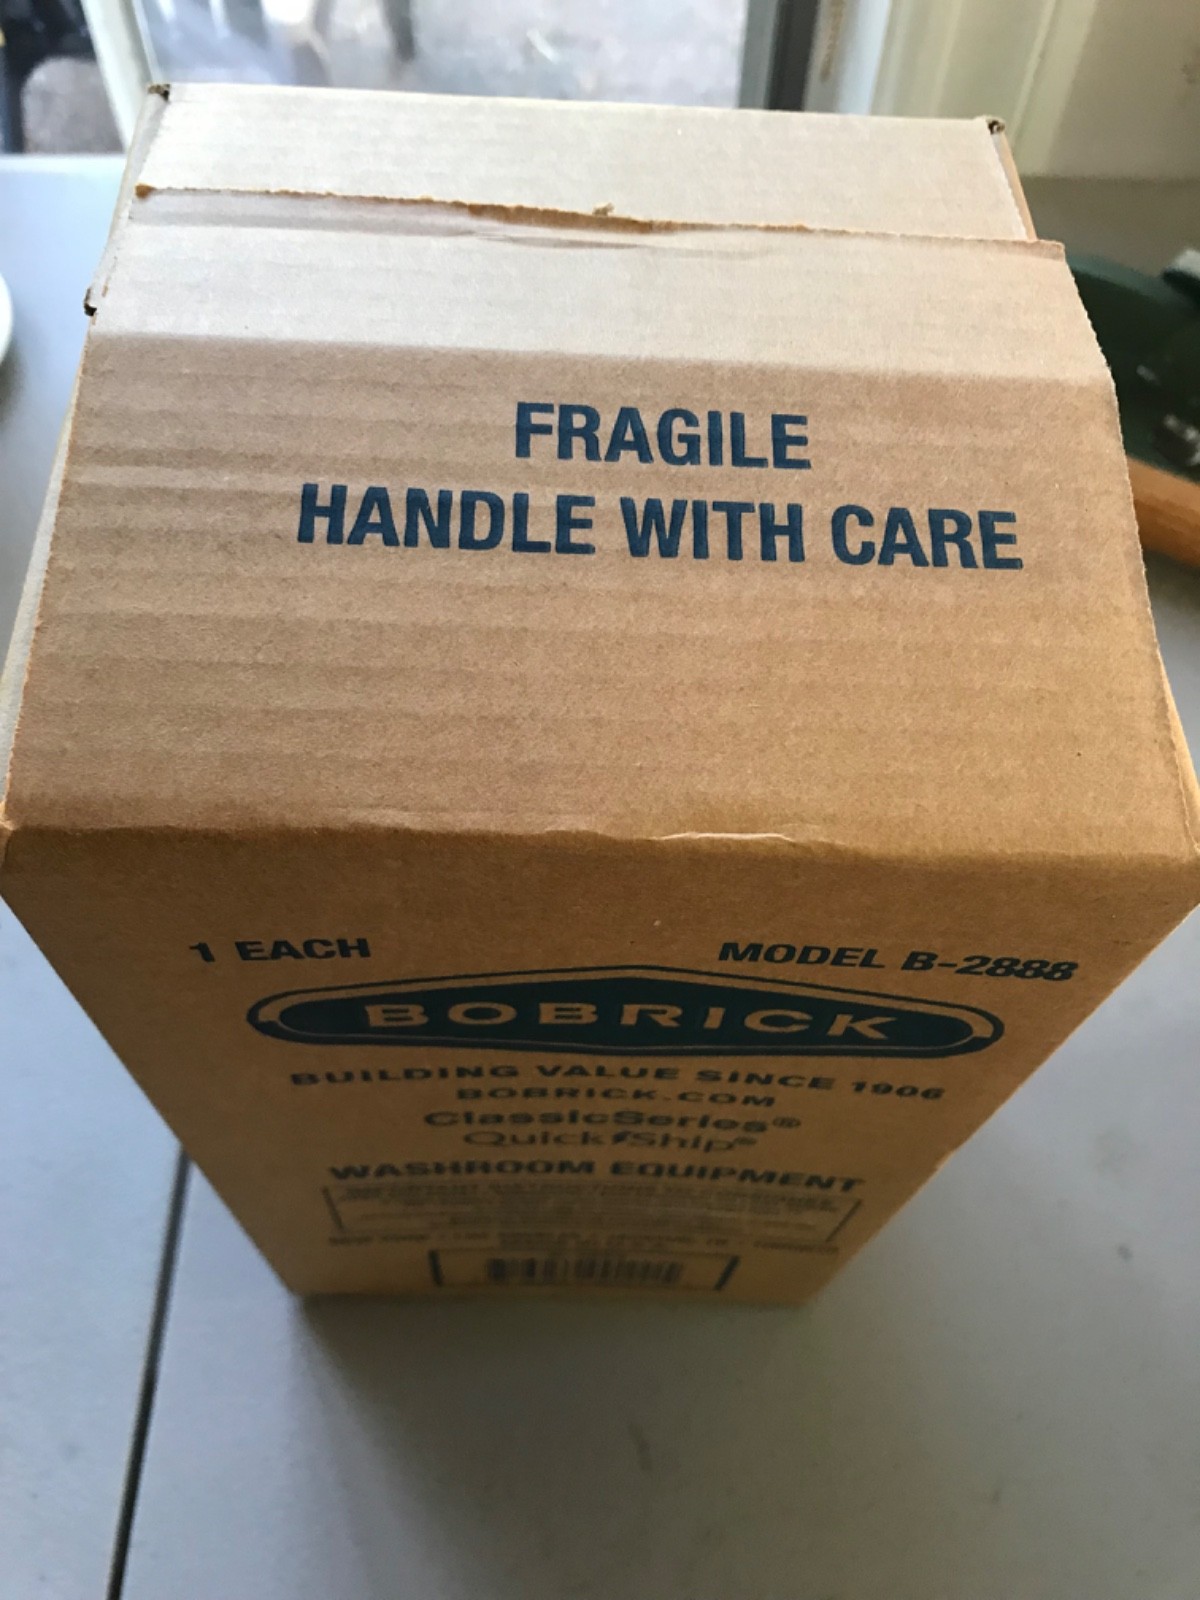 FRAGILE
HANDLE WITH CARE
1 EACH
MODEL B-2888
BOBRICK
BUILDING VALUE SINCE 1906
BOBRICK.COM
ClassicSeries®
QuickShip®
WASHROOM EQUIPMENT